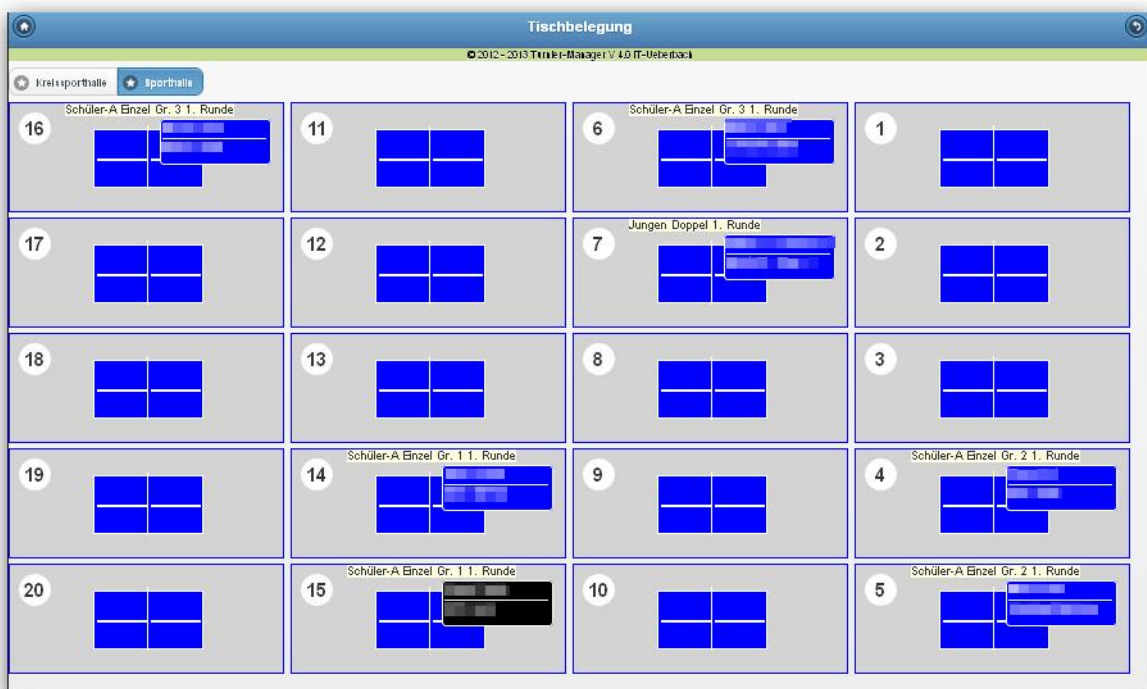 Tischbelegung
© 2012 - 2013 Turnier-Manager V 4.0 IT-Ueberbach
Kreissporthalle Sporthalle
16 Schüler-A Einzel Gr. 3 1. Runde
11
6 Schüler-A Einzel Gr. 3 1. Runde
1
17
12
7 Jungen Doppel 1. Runde
2
18
13
8
3
19
14 Schüler-A Einzel Gr. 1 1. Runde
9
4 Schüler-A Einzel Gr. 2 1. Runde
20
15 Schüler-A Einzel Gr. 1 1. Runde
10
5 Schüler-A Einzel Gr. 2 1. Runde